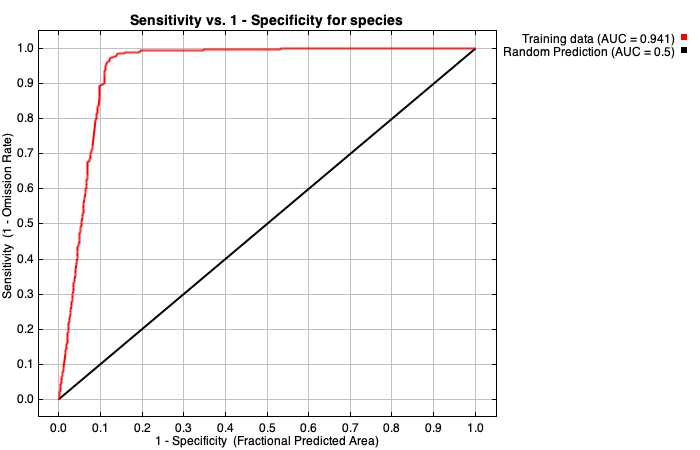 Sensitivity vs. 1 - Specificity for species
Training data (AUC = 0.941)
Random Prediction (AUC = 0.5)
Sensitivity (1 - Omission Rate)
1.0
0.9
0.8
0.7
0.6
0.5
0.4
0.3
0.2
0.1
0.0
0.0 0.1 0.2 0.3 0.4 0.5 0.6 0.7 0.8 0.9 1.0
1 - Specificity (Fractional Predicted Area)